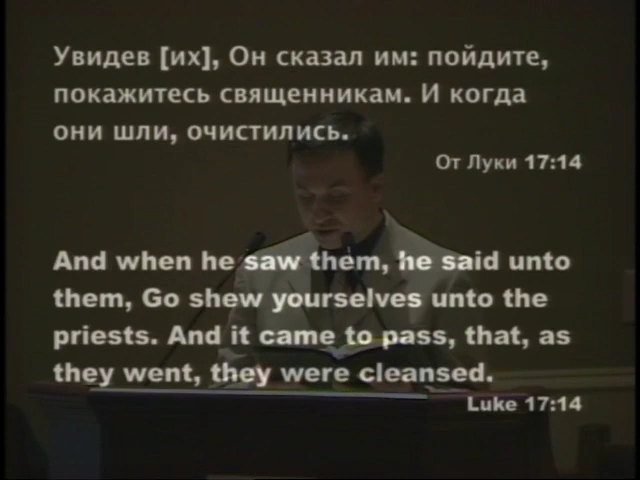 Увидев [их], Он сказал им: пойдите,
покажитесь священникам. И когда
они шли, очистились.
От Луки 17:14
And when he saw them, he said unto
them, Go shew yourselves unto the
priests. And it came to pass, that, as
they went, they were cleansed.
Luke 17:14